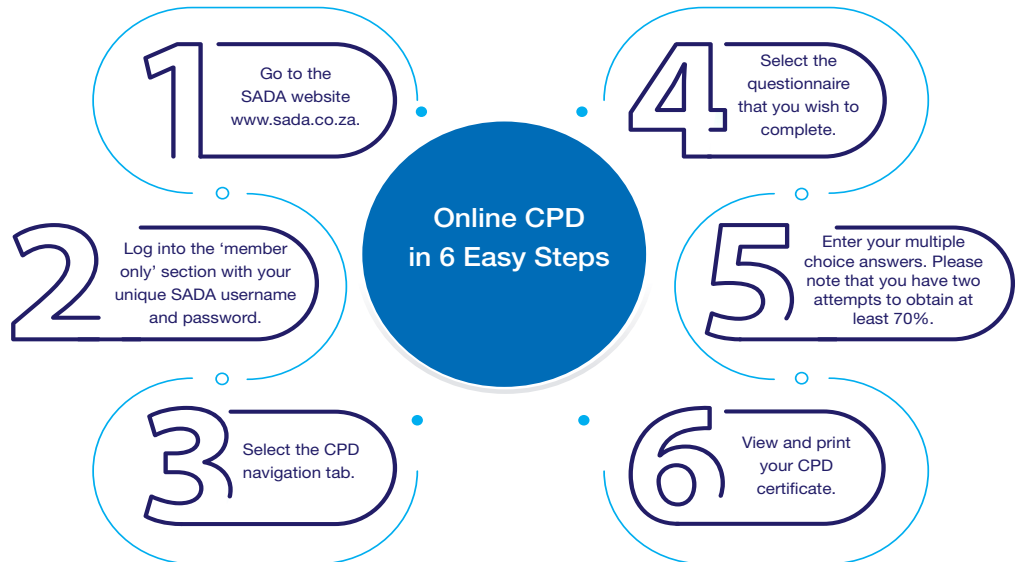 Online CPD
in 6 Easy Steps
1
Go to the
SADA website
www.sada.co.za.
2
Log into the ‘member
only’ section with your
unique SADA username
and password.
3
Select the CPD
navigation tab.
4
Select the
questionnaire
that you wish to
complete.
5
Enter your multiple
choice answers. Please
note that you have two
attempts to obtain at
least 70%.
6
View and print
your CPD
certificate.